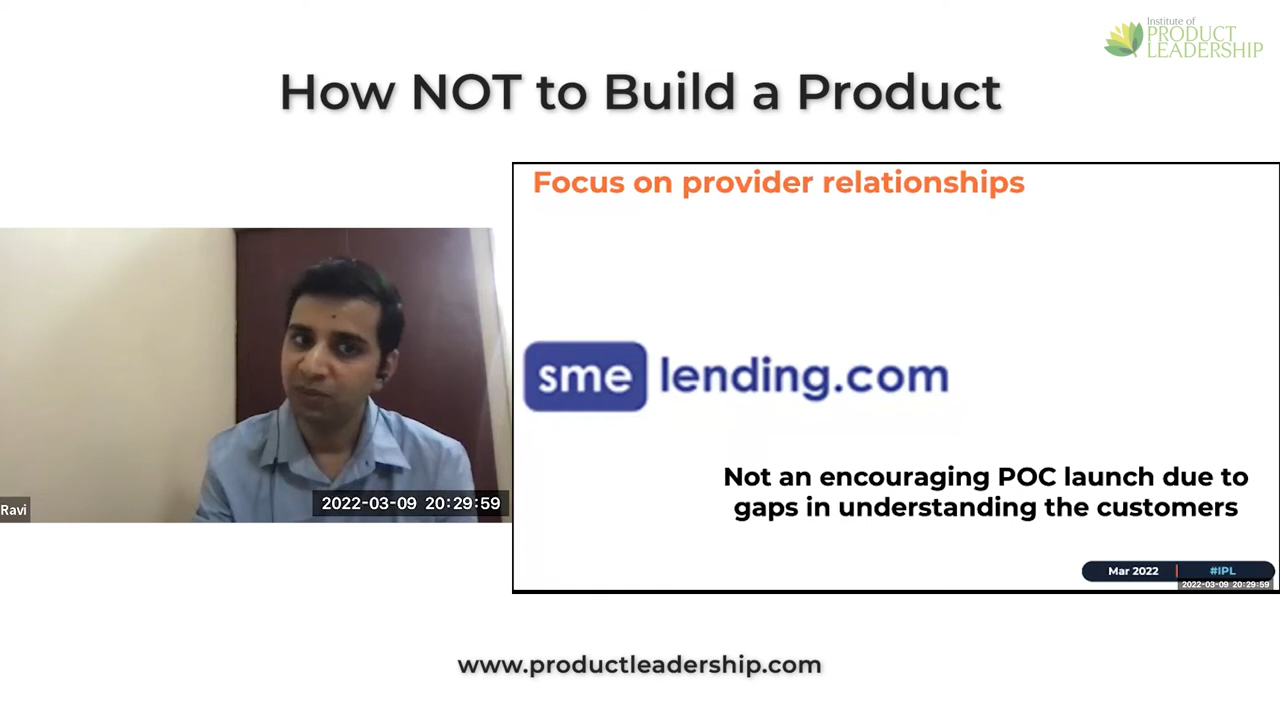 Institute of
PRODUCT
LEADERSHIP
How NOT to Build a Product
Focus on provider relationships
sme lending.com
Not an encouraging POC launch due to
gaps in understanding the customers
Ravi
2022-03-09 20:29:59
Mar 2022 #IPL
2022-03-09 20:29:59
www.productleadership.com